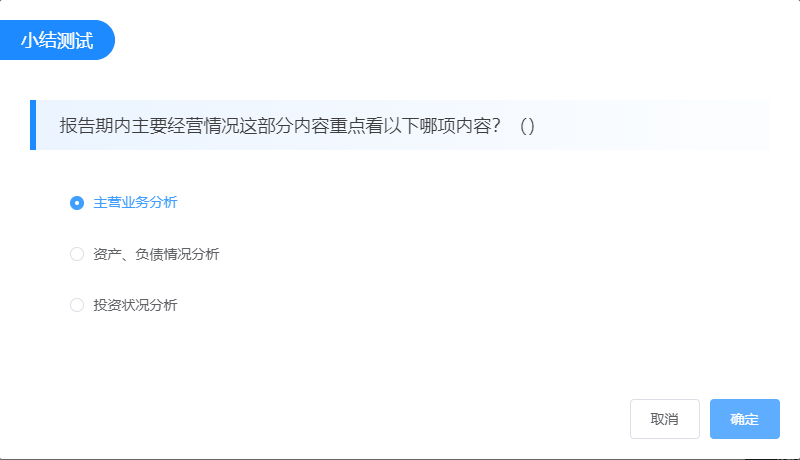 小结测试
报告期内主要经营情况这部分内容重点看以下哪项内容？（）
主营业务分析
资产、负债情况分析
投资状况分析
取消 确定